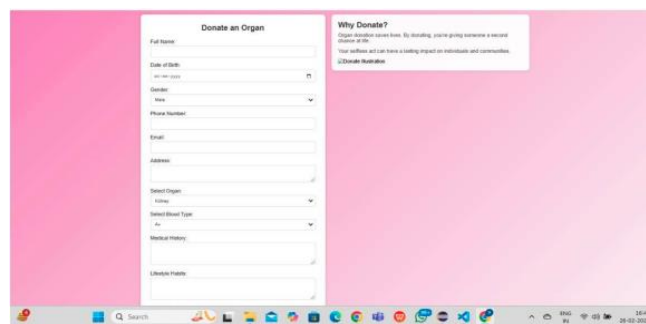 Donate an Organ
Full Name:
Date of Birth:
Gender:
Male
Phone Number:
Email:
Address:
Select Organ:
Kidney
Select Blood Type:
A+
Medical History:
Lifestyle Habits:
Why Donate?
Organ donation saves lives. By donating, you're giving someone a second
chance at life.
Your selfless act can have a lasting impact on individuals and communities.
Donate Illustration
Search
ENG
IN